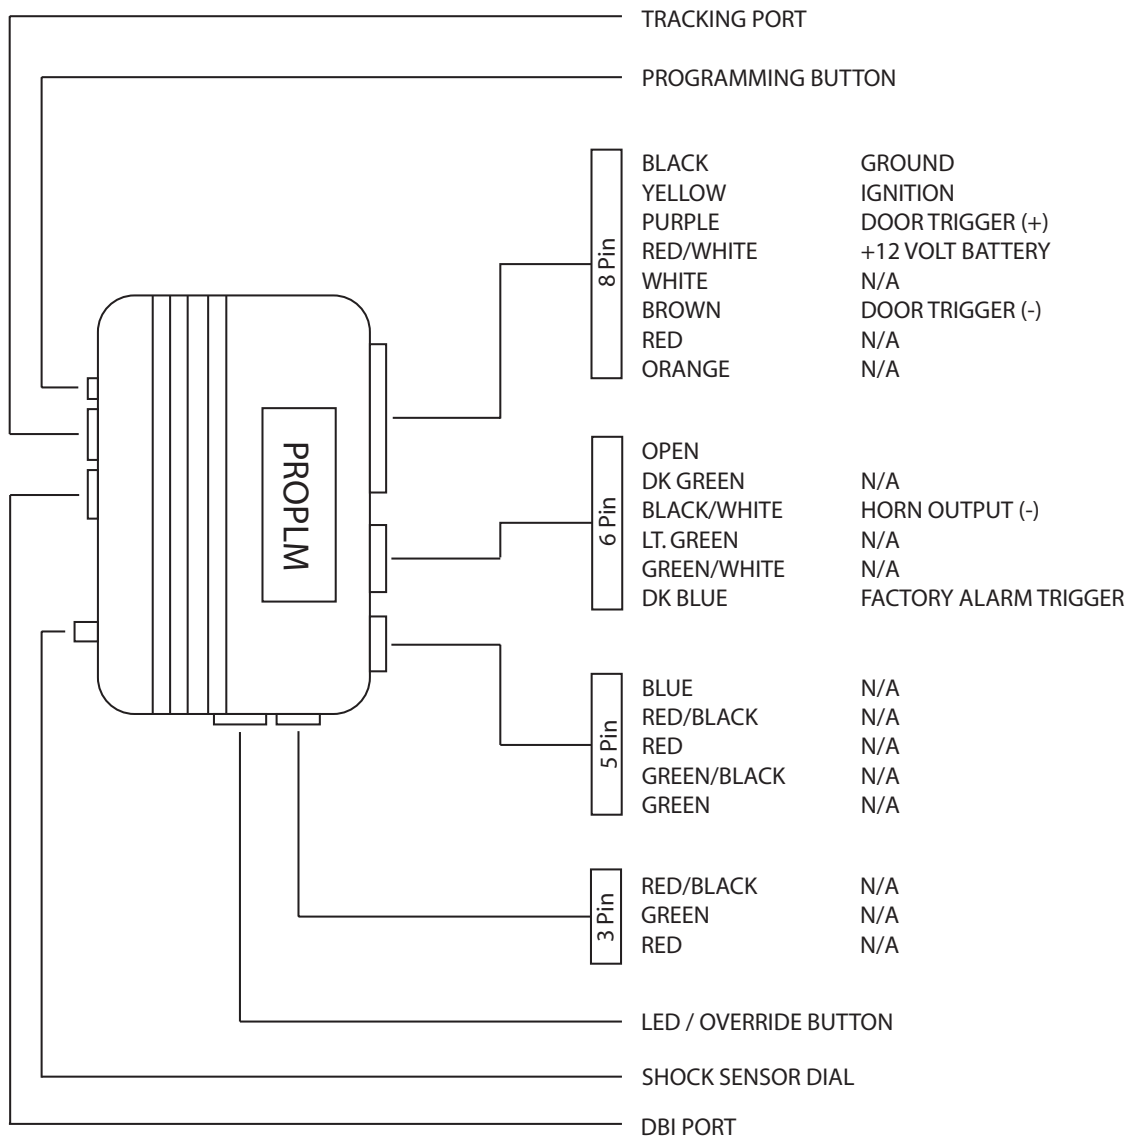 TRACKING PORT
PROGRAMMING BUTTON
8 Pin
BLACK GROUND
YELLOW IGNITION
PURPLE DOOR TRIGGER (+)
RED/WHITE +12 VOLT BATTERY
WHITE N/A
BROWN DOOR TRIGGER (-)
RED N/A
ORANGE N/A
PROPLM
6 Pin
OPEN
DK GREEN N/A
BLACK/WHITE HORN OUTPUT (-)
LT. GREEN N/A
GREEN/WHITE N/A
DK BLUE FACTORY ALARM TRIGGER
5 Pin
BLUE N/A
RED/BLACK N/A
RED N/A
GREEN/BLACK N/A
GREEN N/A
3 Pin
RED/BLACK N/A
GREEN N/A
RED N/A
LED / OVERRIDE BUTTON
SHOCK SENSOR DIAL
DBI PORT